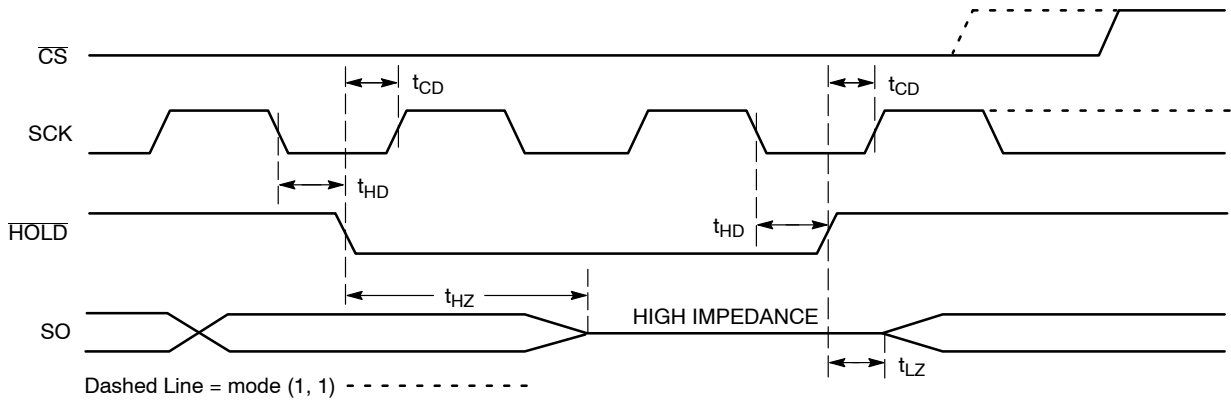 CS
tCD
tCD
SCK
tHD
HOLD
tHD
tHZ
HIGH IMPEDANCE
SO
tLZ
Dashed Line = mode (1, 1)